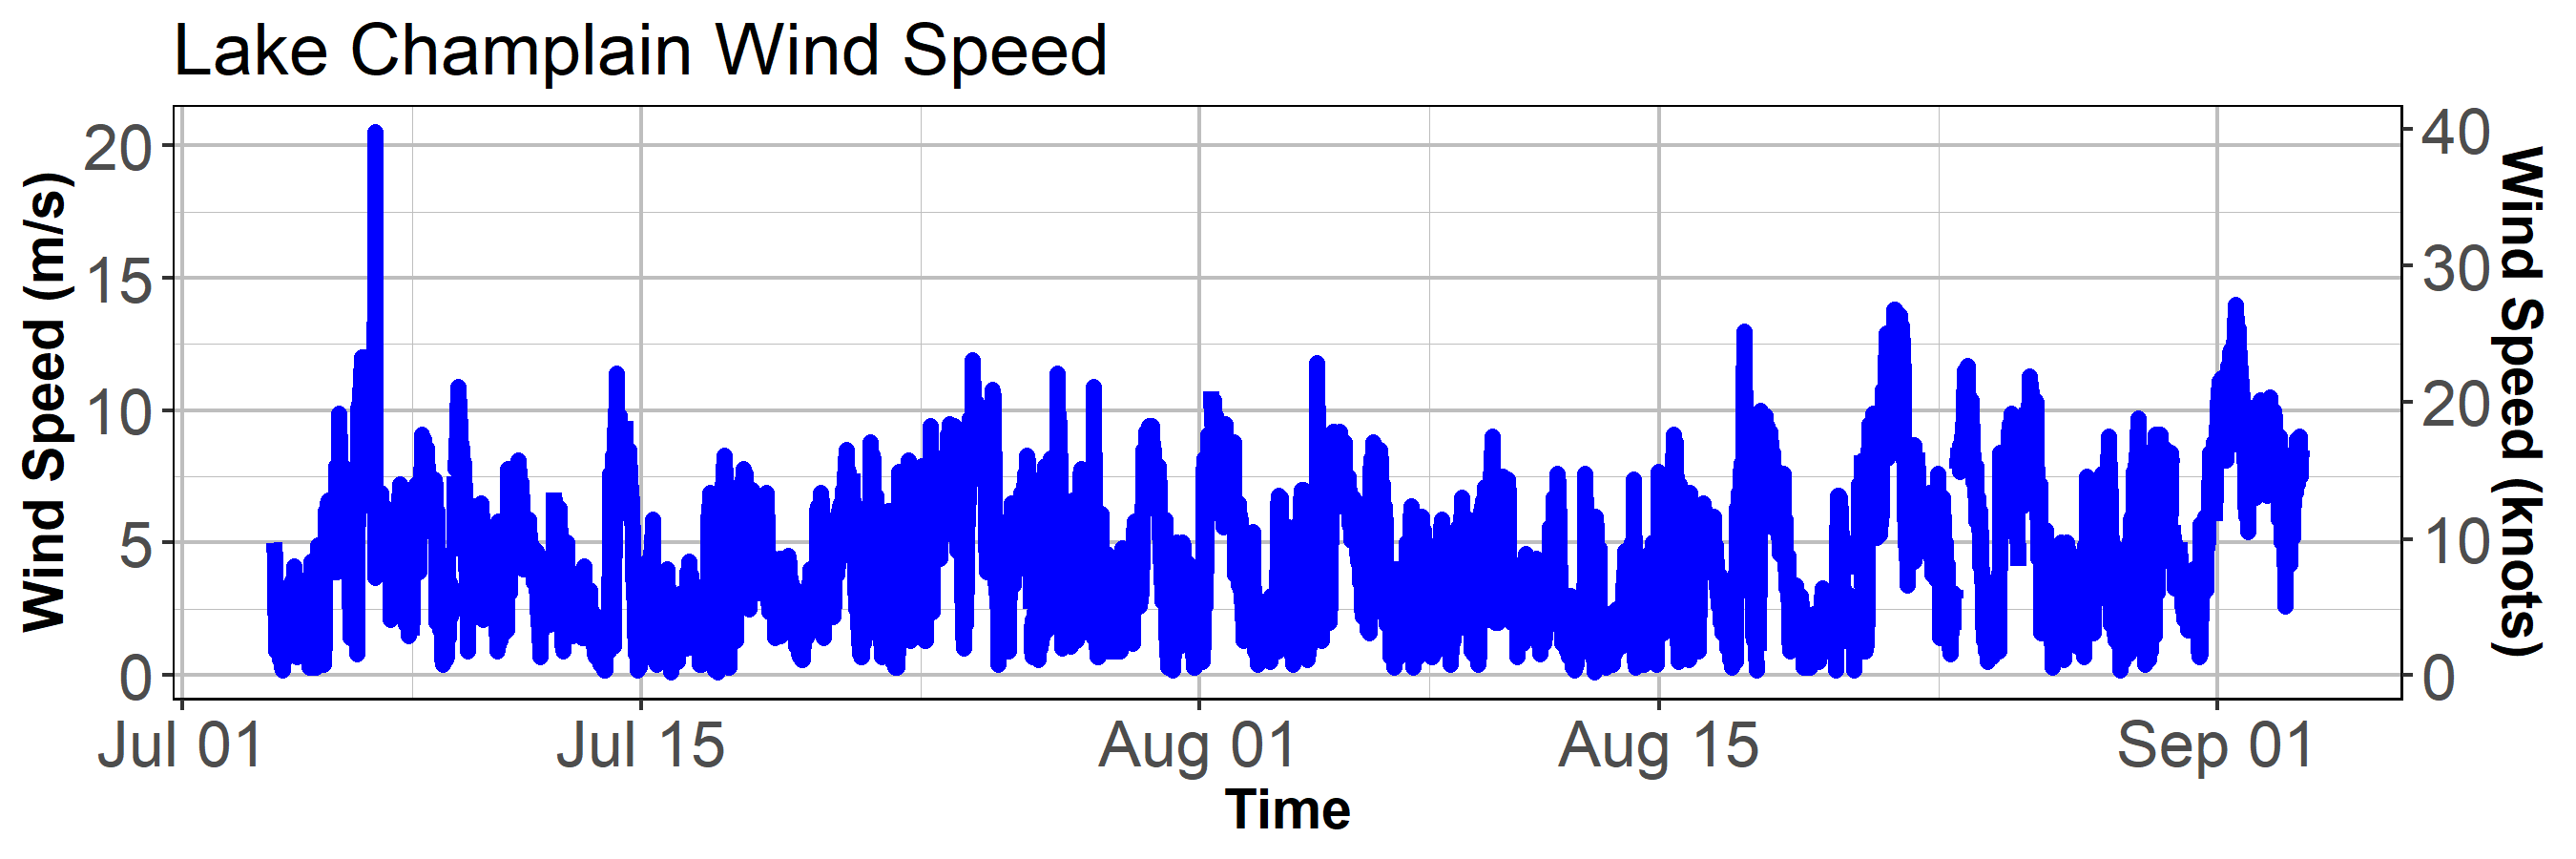 Lake Champlain Wind Speed
Wind Speed (m/s)
20
15
10
5
0
40
30
20
10
0
Wind Speed (knots)
Jul 01
Jul 15
Aug 01
Aug 15
Sep 01
Time